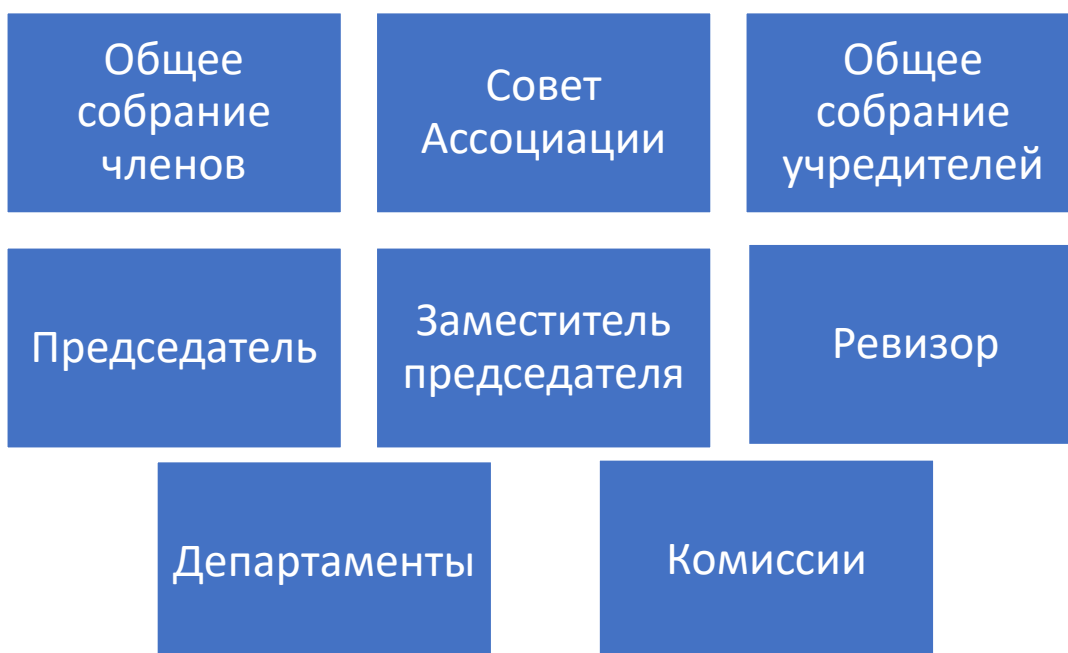 Общее
собрание
членов
Совет
Ассоциации
Общее
собрание
учредителей
Председатель
Заместитель
председателя
Ревизор
Департаменты
Комиссии